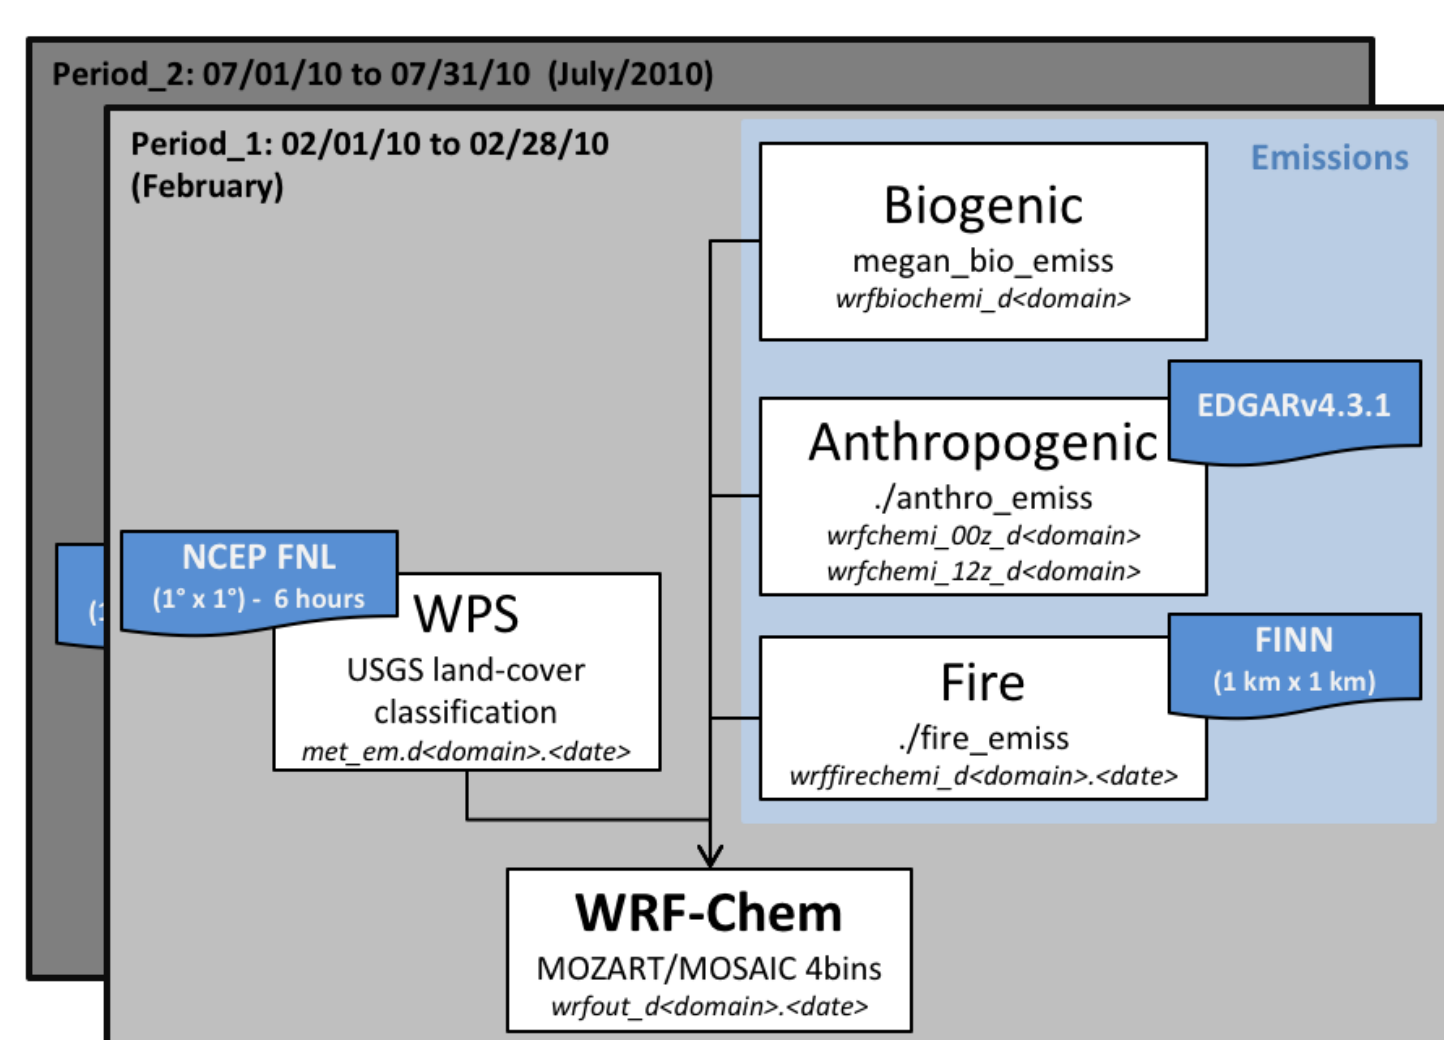 Period_2: 07/01/10 to 07/31/10 (July/2010)
Period_1: 02/01/10 to 02/28/10
(February)
Emissions
Biogenic
megan_bio_emiss
wrfbiochemi_d<domain>
EDGARv4.3.1
Anthropogenic
./anthro_emiss
wrfchemi_00z_d<domain>
wrfchemi_12z_d<domain>
NCEP FNL
(1° x 1°) - 6 hours
(1
WPS
USGS land-cover
classification
met_em.d<domain>.<date>
FINN
(1 km x 1 km)
Fire
./fire_emiss
wrffirechemi_d<domain>.<date>
WRF-Chem
MOZART/MOSAIC 4bins
wrfout_d<domain>.<date>